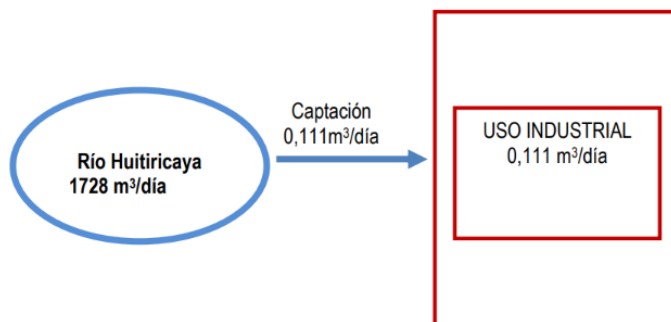 Río Huitiricaya
1728 m³/día
Captación
0,111m³/día
USO INDUSTRIAL
0,111 m³/día